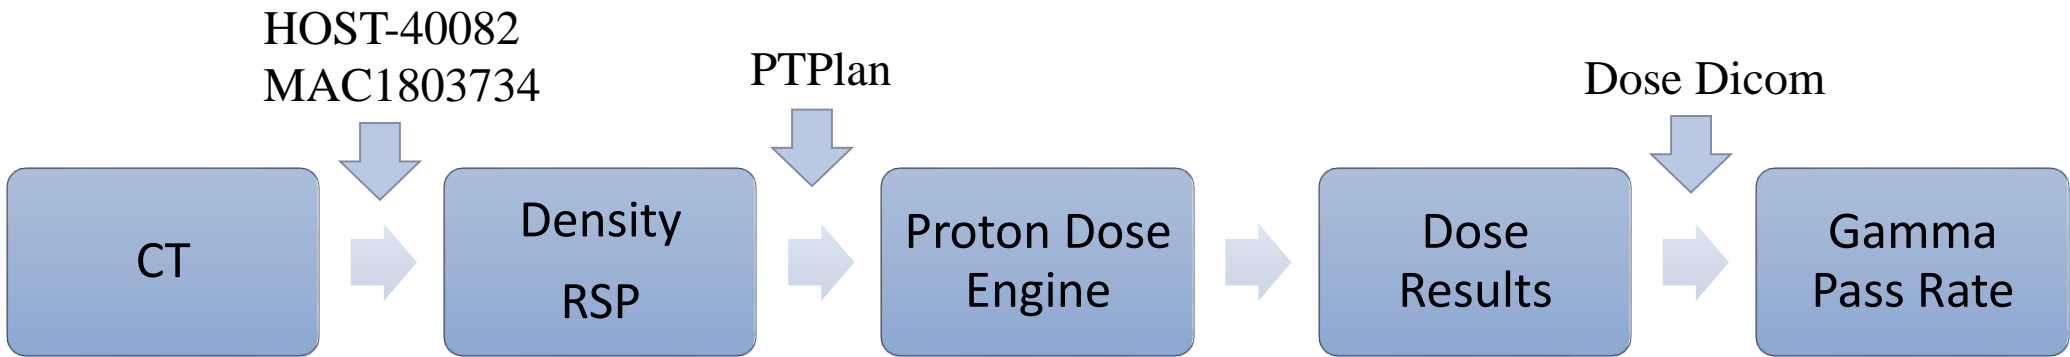 HOST-40082
MAC1803734
PTPlan
Dose Dicom
CT
Density
RSP
Proton Dose
Engine
Dose
Results
Gamma
Pass Rate